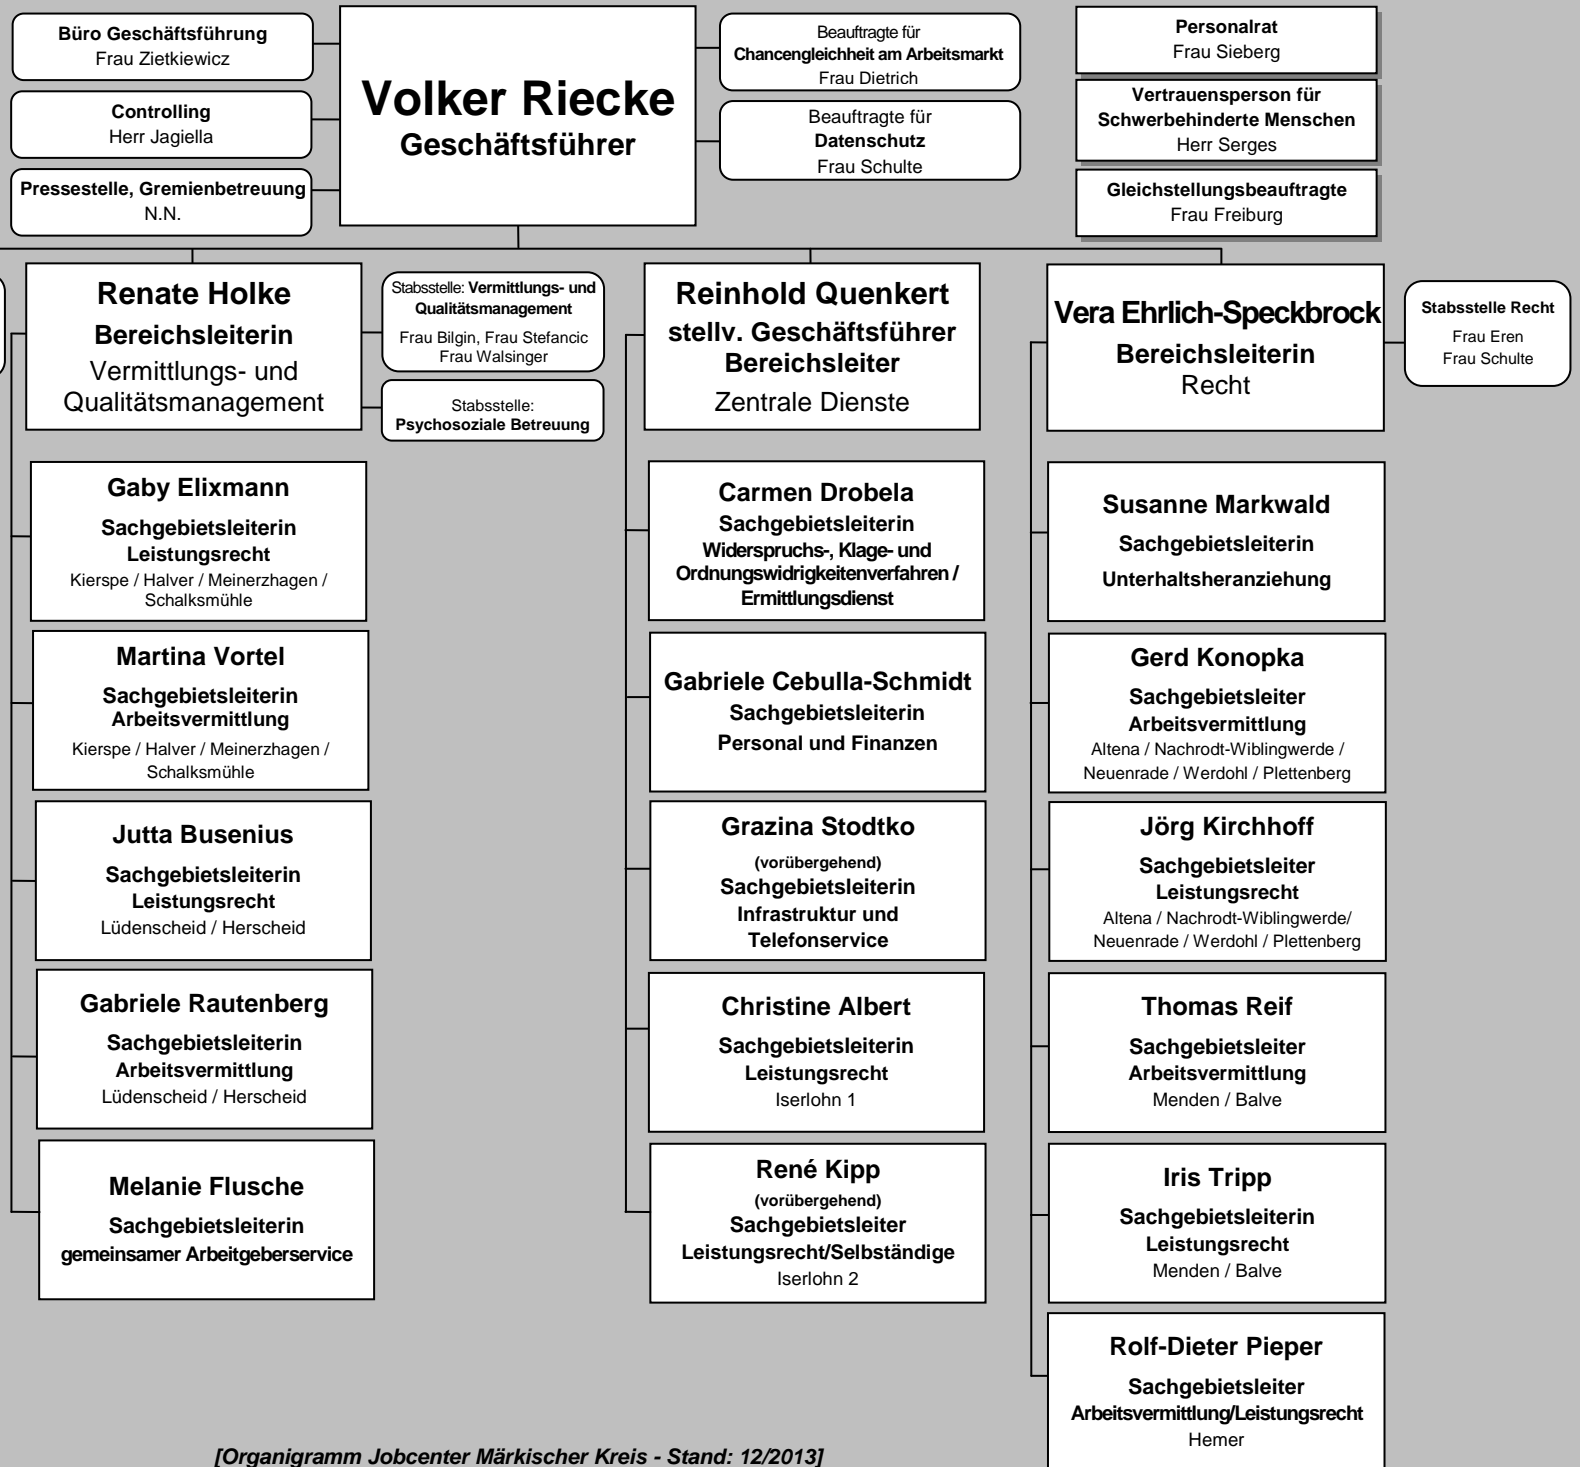 Büro Geschäftsführung
Frau Zietkiewicz
Controlling
Herr Jagiella
Pressestelle, Gremienbetreuung
N.N.
Volker Riecke
Geschäftsführer
Beauftragte für
Chancengleichheit am Arbeitsmarkt
Frau Dietrich
Beauftragte für
Datenschutz
Frau Schulte
Personalrat
Frau Sieberg
Vertrauensperson für
Schwerbehinderte Menschen
Herr Serges
Gleichstellungsbeauftragte
Frau Freiburg
Renate Holke
Bereichsleiterin
Vermittlungs- und
Qualitätsmanagement
Stabsstelle: Vermittlungs- und
Qualitätsmanagement
Frau Bilgin, Frau Stefancic
Frau Walsinger
Stabsstelle:
Psychosoziale Betreuung
Reinhold Quenkert
stellv. Geschäftsführer
Bereichsleiter
Zentrale Dienste
Vera Ehrlich-Speckbrock
Bereichsleiterin
Recht
Stabsstelle Recht
Frau Eren
Frau Schulte
Gaby Elixmann
Sachgebietsleiterin
Leistungsrecht
Kierspe / Halver / Meinerzhagen /
Schalksmühle
Martina Vortel
Sachgebietsleiterin
Arbeitsvermittlung
Kierspe / Halver / Meinerzhagen /
Schalksmühle
Jutta Busenius
Sachgebietsleiterin
Leistungsrecht
Lüdenscheid / Herscheid
Gabriele Rautenberg
Sachgebietsleiterin
Arbeitsvermittlung
Lüdenscheid / Herscheid
Melanie Flusche
Sachgebietsleiterin
gemeinsamer Arbeitgeberservice
Carmen Drobela
Sachgebietsleiterin
Widerspruchs-, Klage- und
Ordnungswidrigkeitenverfahren /
Ermittlungsdienst
Gabriele Cebulla-Schmidt
Sachgebietsleiterin
Personal und Finanzen
Grazina Stodtko
(vorübergehend)
Sachgebietsleiterin
Infrastruktur und
Telefonservice
Christine Albert
Sachgebietsleiterin
Leistungsrecht
Iserlohn 1
René Kipp
(vorübergehend)
Sachgebietsleiter
Leistungsrecht/Selbständige
Iserlohn 2
Susanne Markwald
Sachgebietsleiterin
Unterhaltsheranziehung
Gerd Konopka
Sachgebietsleiter
Arbeitsvermittlung
Altena / Nachrodt-Wiblingwerde /
Neuenrade / Werdohl / Plettenberg
Jörg Kirchhoff
Sachgebietsleiter
Leistungsrecht
Altena / Nachrodt-Wiblingwerde/
Neuenrade / Werdohl / Plettenberg
Thomas Reif
Sachgebietsleiter
Arbeitsvermittlung
Menden / Balve
Iris Tripp
Sachgebietsleiterin
Leistungsrecht
Menden / Balve
Rolf-Dieter Pieper
Sachgebietsleiter
Arbeitsvermittlung/Leistungsrecht
Hemer
[Organigramm Jobcenter Märkischer Kreis - Stand: 12/2013]